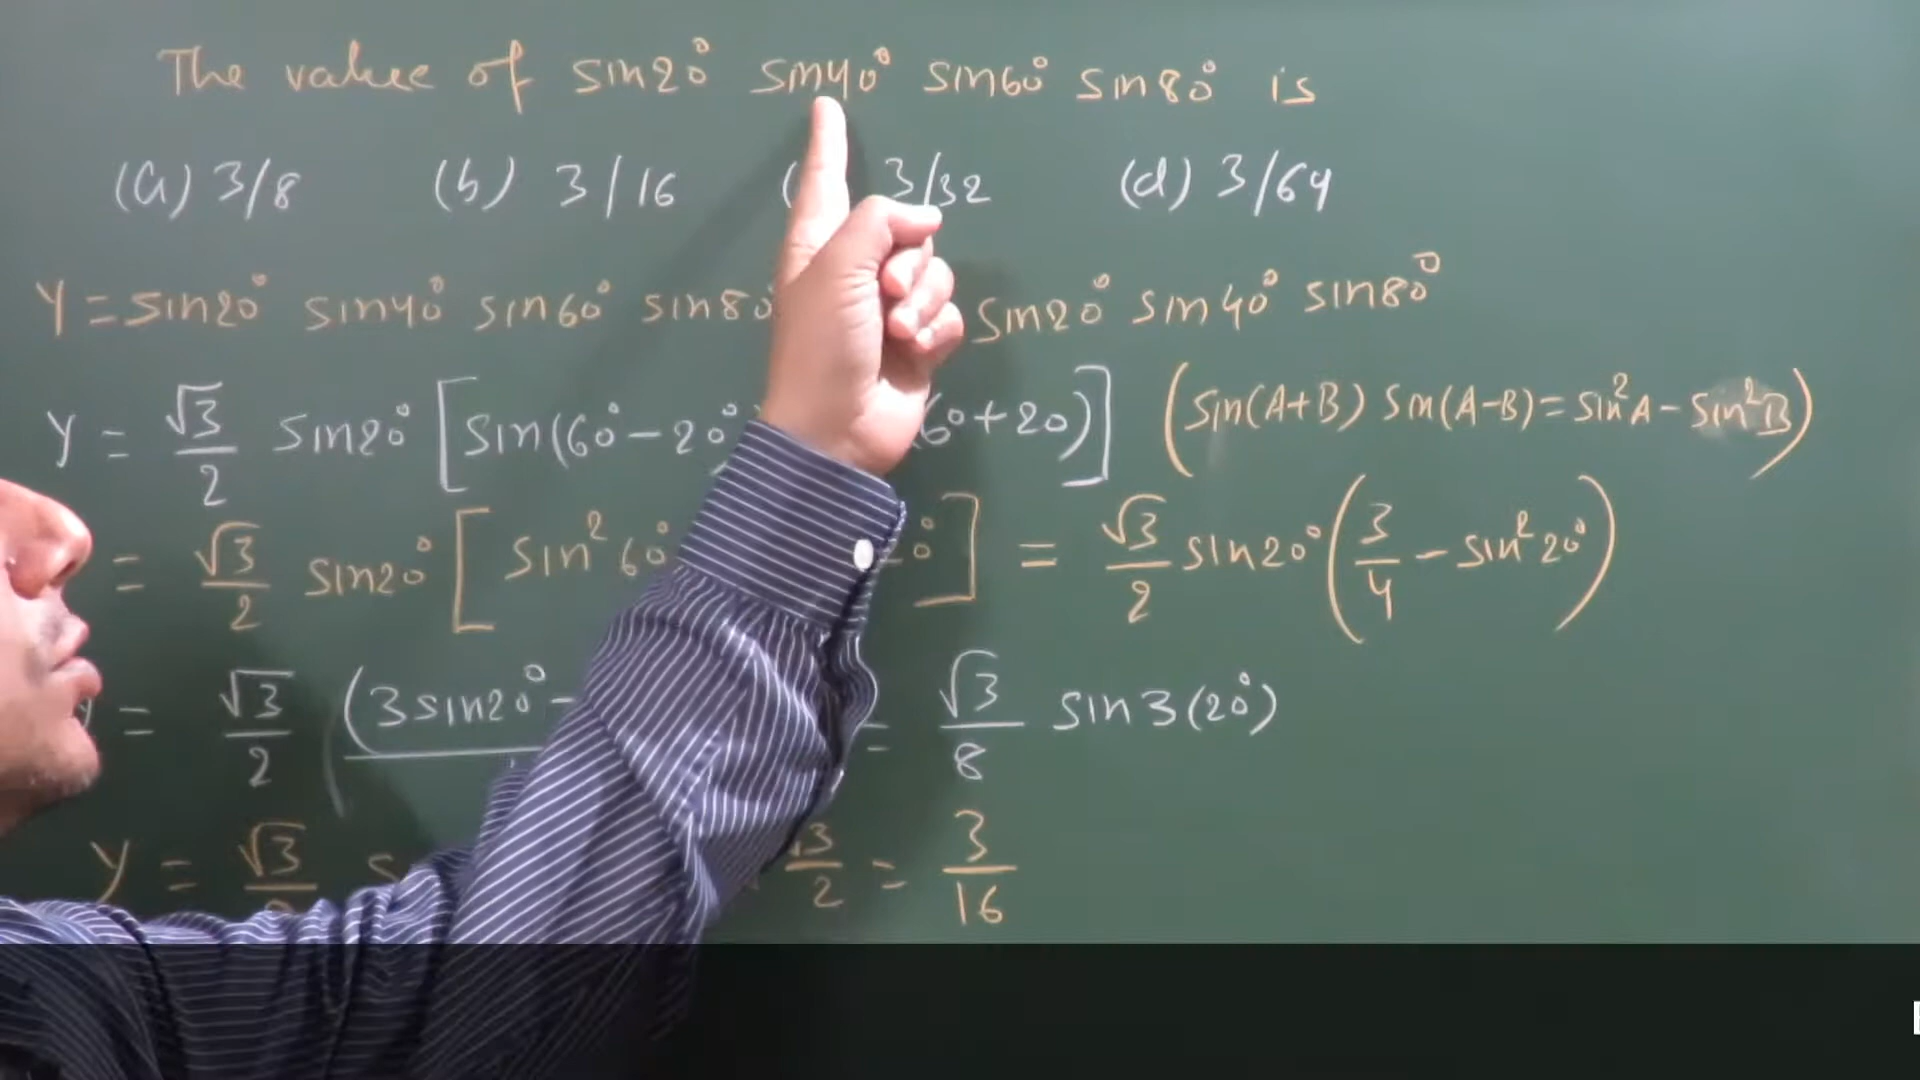 The value of sin20° sin40° sin60° sin80° is
(a) 3/8 (b) 3/16 ( 3/32 (d) 3/64
Y = sin20° sin40° sin60° sin80° sin20° sin40° sin80°
Y = √3/2 sin20° [sin(60°-20° 60+20)] (sin(A+B) sin(A-B) = sin²A - sin²B)
= √3/2 sin20° [sin²60° 0°] = √3/2 sin20° (3/4 - sin²20°)
= √3/2 (3sin20° - = √3/8 sin3(20°)
Y = √3 √3/2 = 3/16